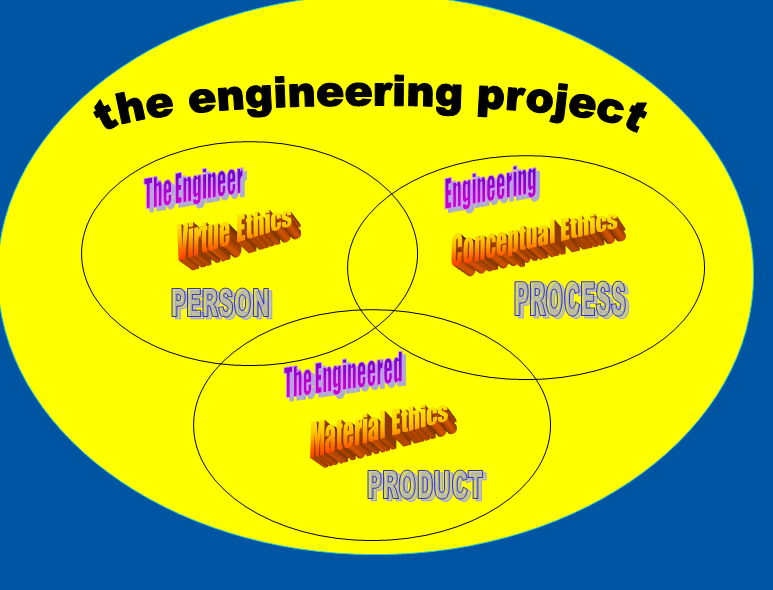 the engineering project
The Engineer
Virtue Ethics
PERSON
Engineering
Conceptual Ethics
PROCESS
The Engineered
Material Ethics
PRODUCT